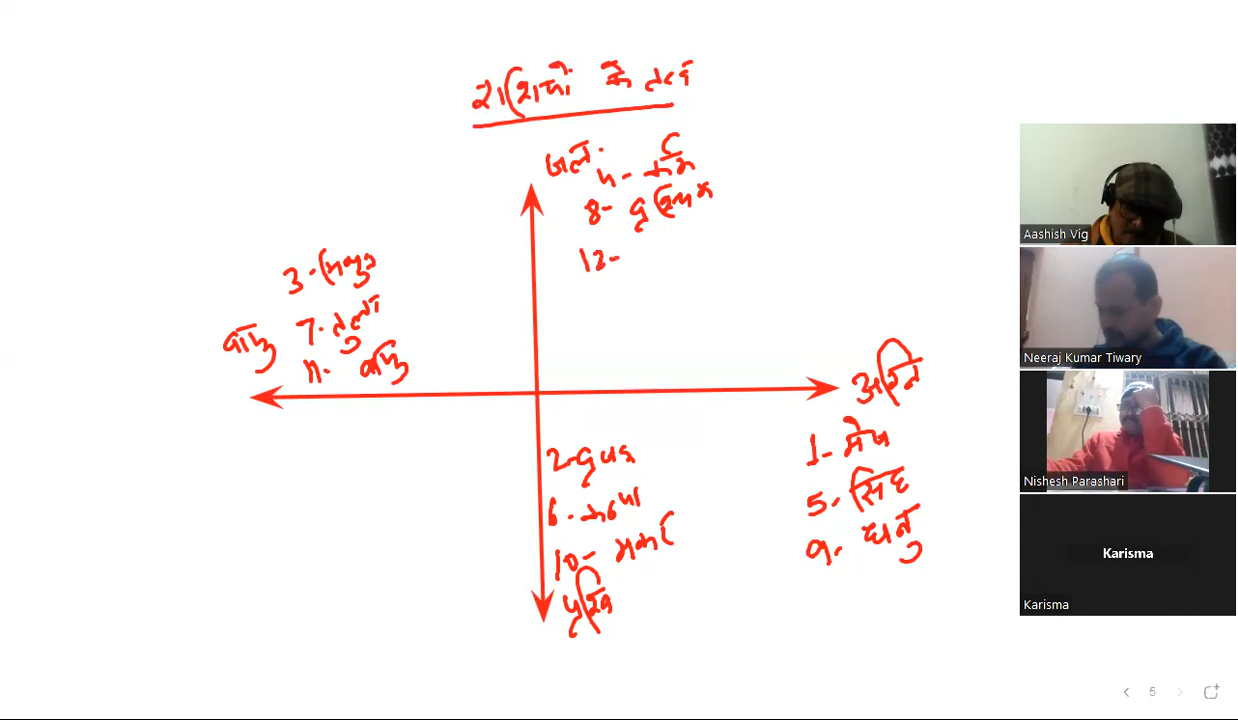 राशियों के तत्व
जल
4 - कर्क
8 - वृश्चिक
12 -
3 - मिथुन
7 - तुला
11 - वायु
वायु
अग्नि
1 - मेष
5 - सिंह
9 - धनु
2 - वृषभ
6 - कन्या
10 - मकर
पृथ्वी
Aashish Vig
Neeraj Kumar Tiwary
Nishesh Parashari
Karisma
Karisma
5